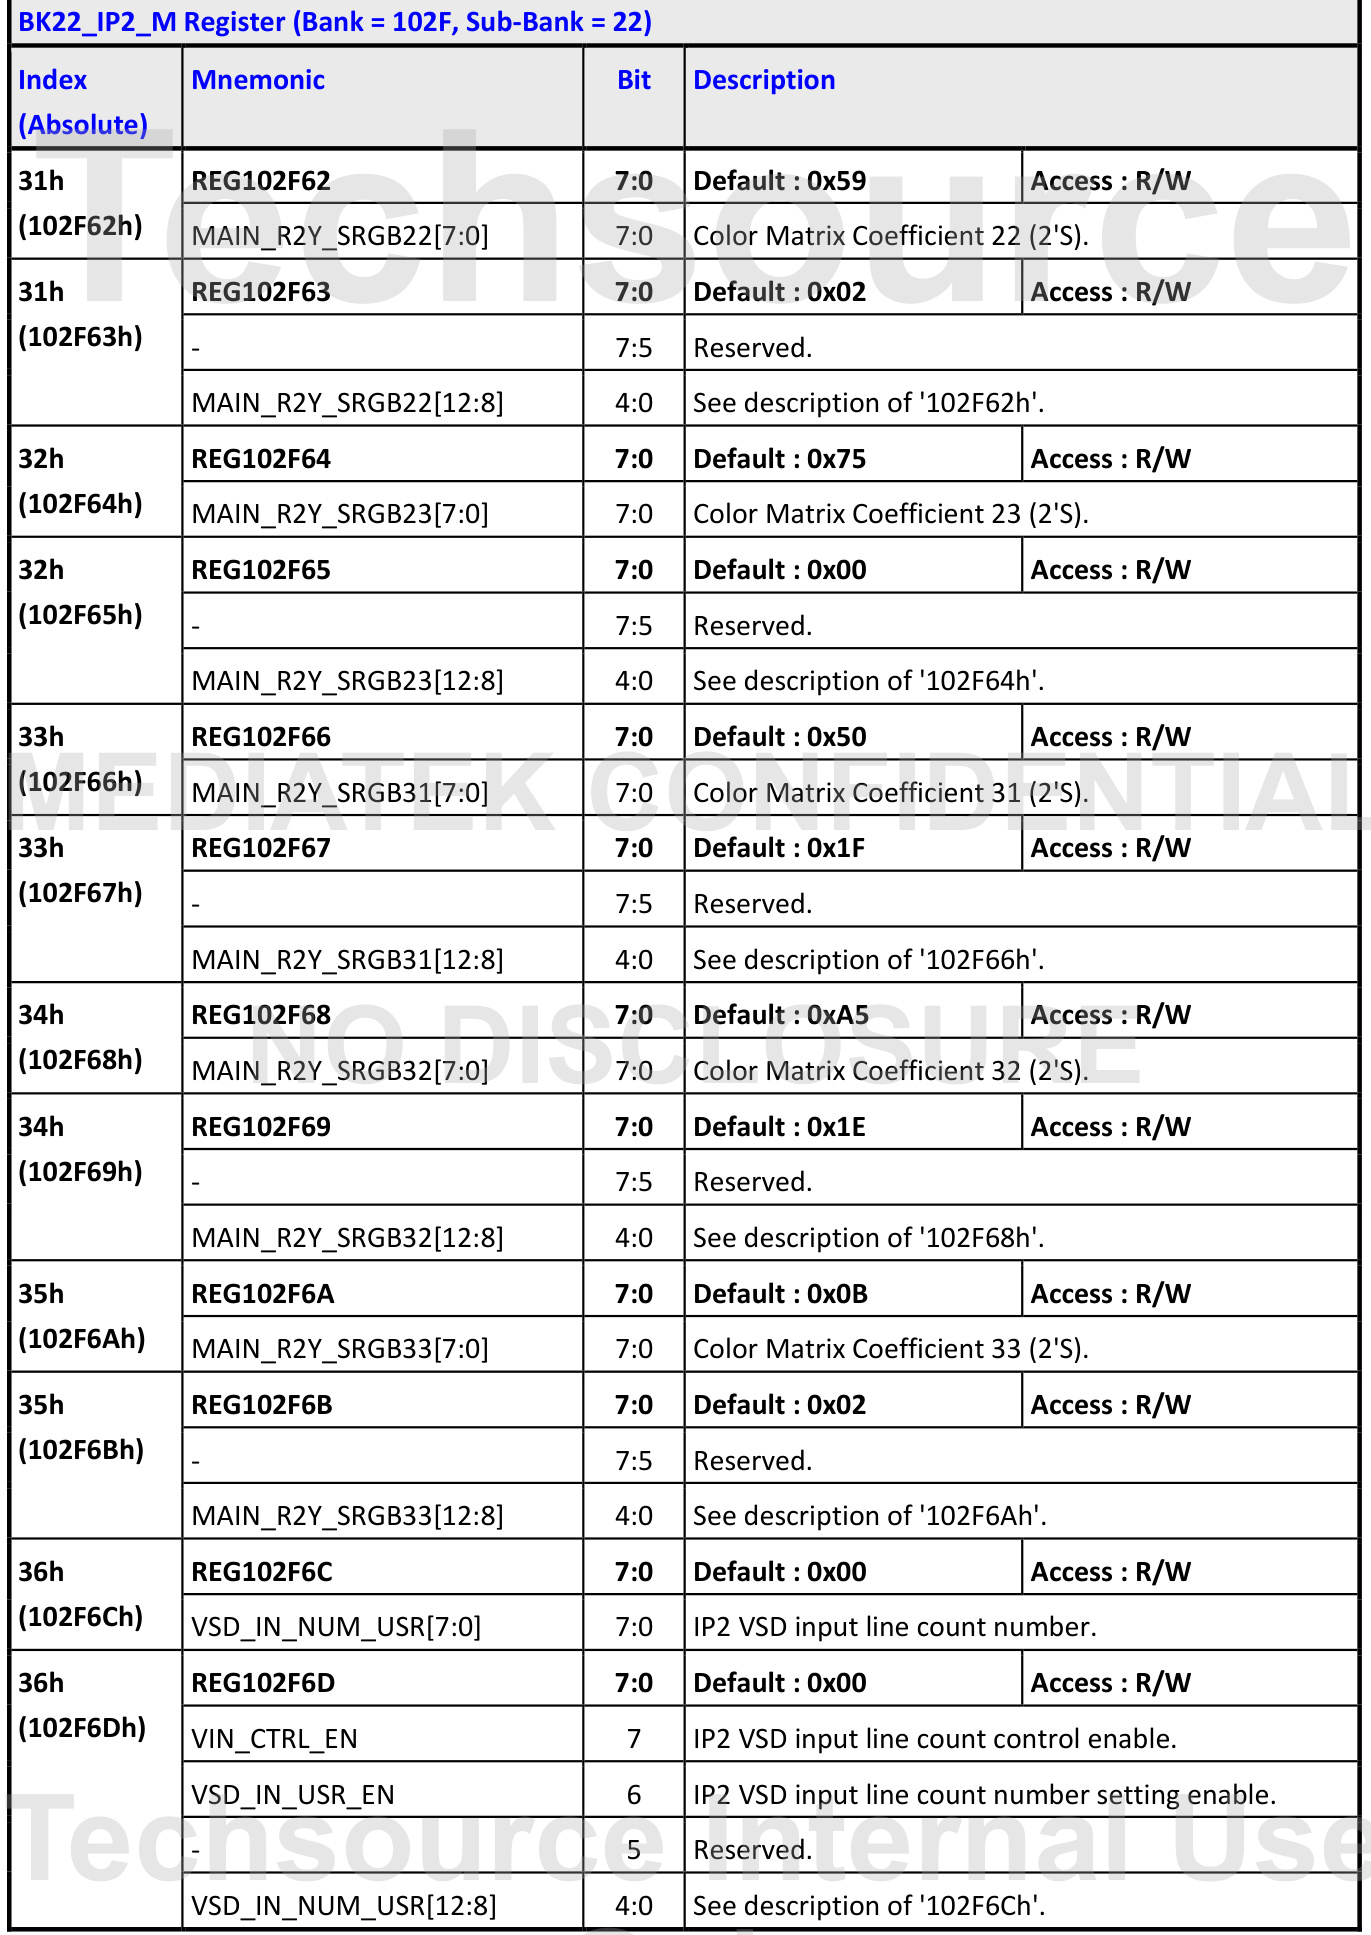 BK22_IP2_M Register (Bank = 102F, Sub-Bank = 22)
Index (Absolute) Mnemonic Bit Description
31h (102F62h) REG102F62 7:0 Default : 0x59 Access : R/W
MAIN_R2Y_SRGB22[7:0] 7:0 Color Matrix Coefficient 22 (2'S).
31h (102F63h) REG102F63 7:0 Default : 0x02 Access : R/W
- 7:5 Reserved.
MAIN_R2Y_SRGB22[12:8] 4:0 See description of '102F62h'.
32h (102F64h) REG102F64 7:0 Default : 0x75 Access : R/W
MAIN_R2Y_SRGB23[7:0] 7:0 Color Matrix Coefficient 23 (2'S).
32h (102F65h) REG102F65 7:0 Default : 0x00 Access : R/W
- 7:5 Reserved.
MAIN_R2Y_SRGB23[12:8] 4:0 See description of '102F64h'.
33h (102F66h) REG102F66 7:0 Default : 0x50 Access : R/W
MAIN_R2Y_SRGB31[7:0] 7:0 Color Matrix Coefficient 31 (2'S).
33h (102F67h) REG102F67 7:0 Default : 0x1F Access : R/W
- 7:5 Reserved.
MAIN_R2Y_SRGB31[12:8] 4:0 See description of '102F66h'.
34h (102F68h) REG102F68 7:0 Default : 0xA5 Access : R/W
MAIN_R2Y_SRGB32[7:0] 7:0 Color Matrix Coefficient 32 (2'S).
34h (102F69h) REG102F69 7:0 Default : 0x1E Access : R/W
- 7:5 Reserved.
MAIN_R2Y_SRGB32[12:8] 4:0 See description of '102F68h'.
35h (102F6Ah) REG102F6A 7:0 Default : 0x0B Access : R/W
MAIN_R2Y_SRGB33[7:0] 7:0 Color Matrix Coefficient 33 (2'S).
35h (102F6Bh) REG102F6B 7:0 Default : 0x02 Access : R/W
- 7:5 Reserved.
MAIN_R2Y_SRGB33[12:8] 4:0 See description of '102F6Ah'.
36h (102F6Ch) REG102F6C 7:0 Default : 0x00 Access : R/W
VSD_IN_NUM_USR[7:0] 7:0 IP2 VSD input line count number.
36h (102F6Dh) REG102F6D 7:0 Default : 0x00 Access : R/W
VIN_CTRL_EN 7 IP2 VSD input line count control enable.
VSD_IN_USR_EN 6 IP2 VSD input line count number setting enable.
- 5 Reserved.
VSD_IN_NUM_USR[12:8] 4:0 See description of '102F6Ch'.
Techsource
MEDIATEK CONFIDENTIAL
NO DISCLOSURE
Techsource Internal Use